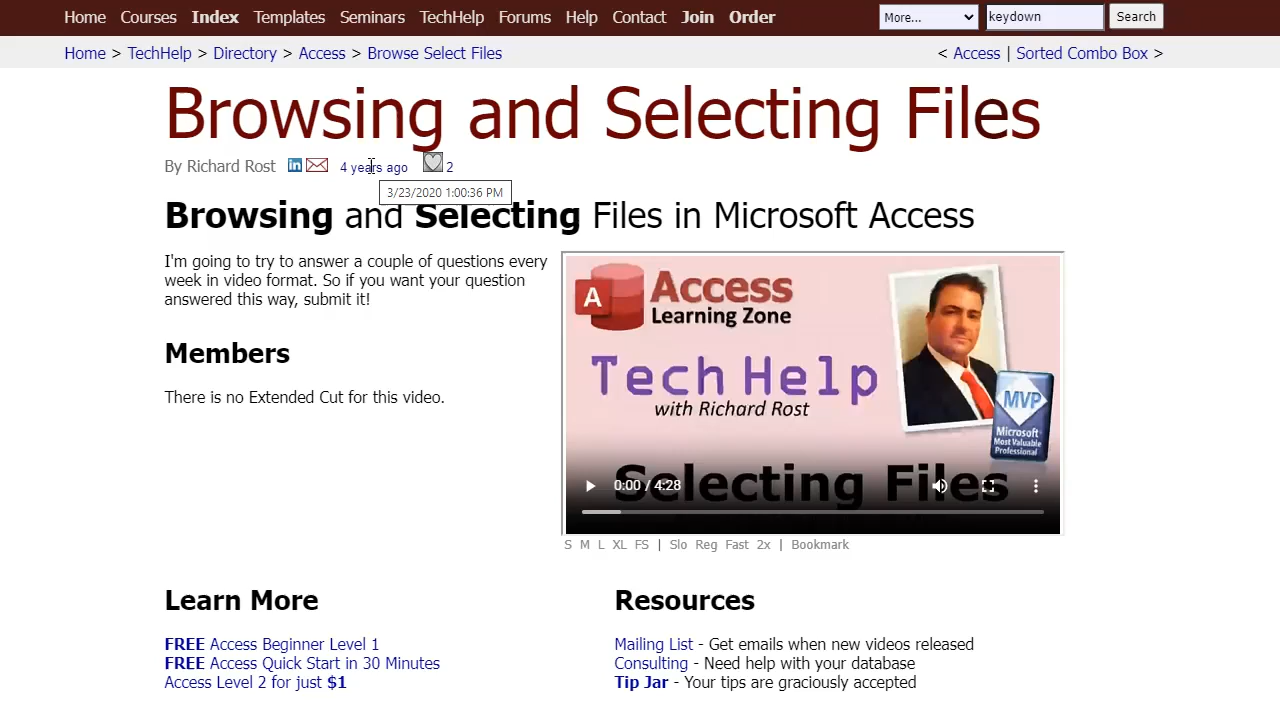 Home Courses Index Templates Seminars TechHelp Forums Help Contact Join Order More... keydown Search
Home > TechHelp > Directory > Access > Browse Select Files < Access | Sorted Combo Box >
Browsing and Selecting Files
By Richard Rost in 4 years ago 2
3/23/2020 1:00:36 PM
Browsing and Selecting Files in Microsoft Access
I'm going to try to answer a couple of questions every
week in video format. So if you want your question
answered this way, submit it!
Members
There is no Extended Cut for this video.
A Access
Learning Zone
Tech Help
with Richard Rost
MVP
Microsoft
Most Valuable
Professional
Selecting Files
0:00 / 4:28
S M L XL FS | Slo Reg Fast 2x | Bookmark
Learn More
FREE Access Beginner Level 1
FREE Access Quick Start in 30 Minutes
Access Level 2 for just $1
Resources
Mailing List - Get emails when new videos released
Consulting - Need help with your database
Tip Jar - Your tips are graciously accepted